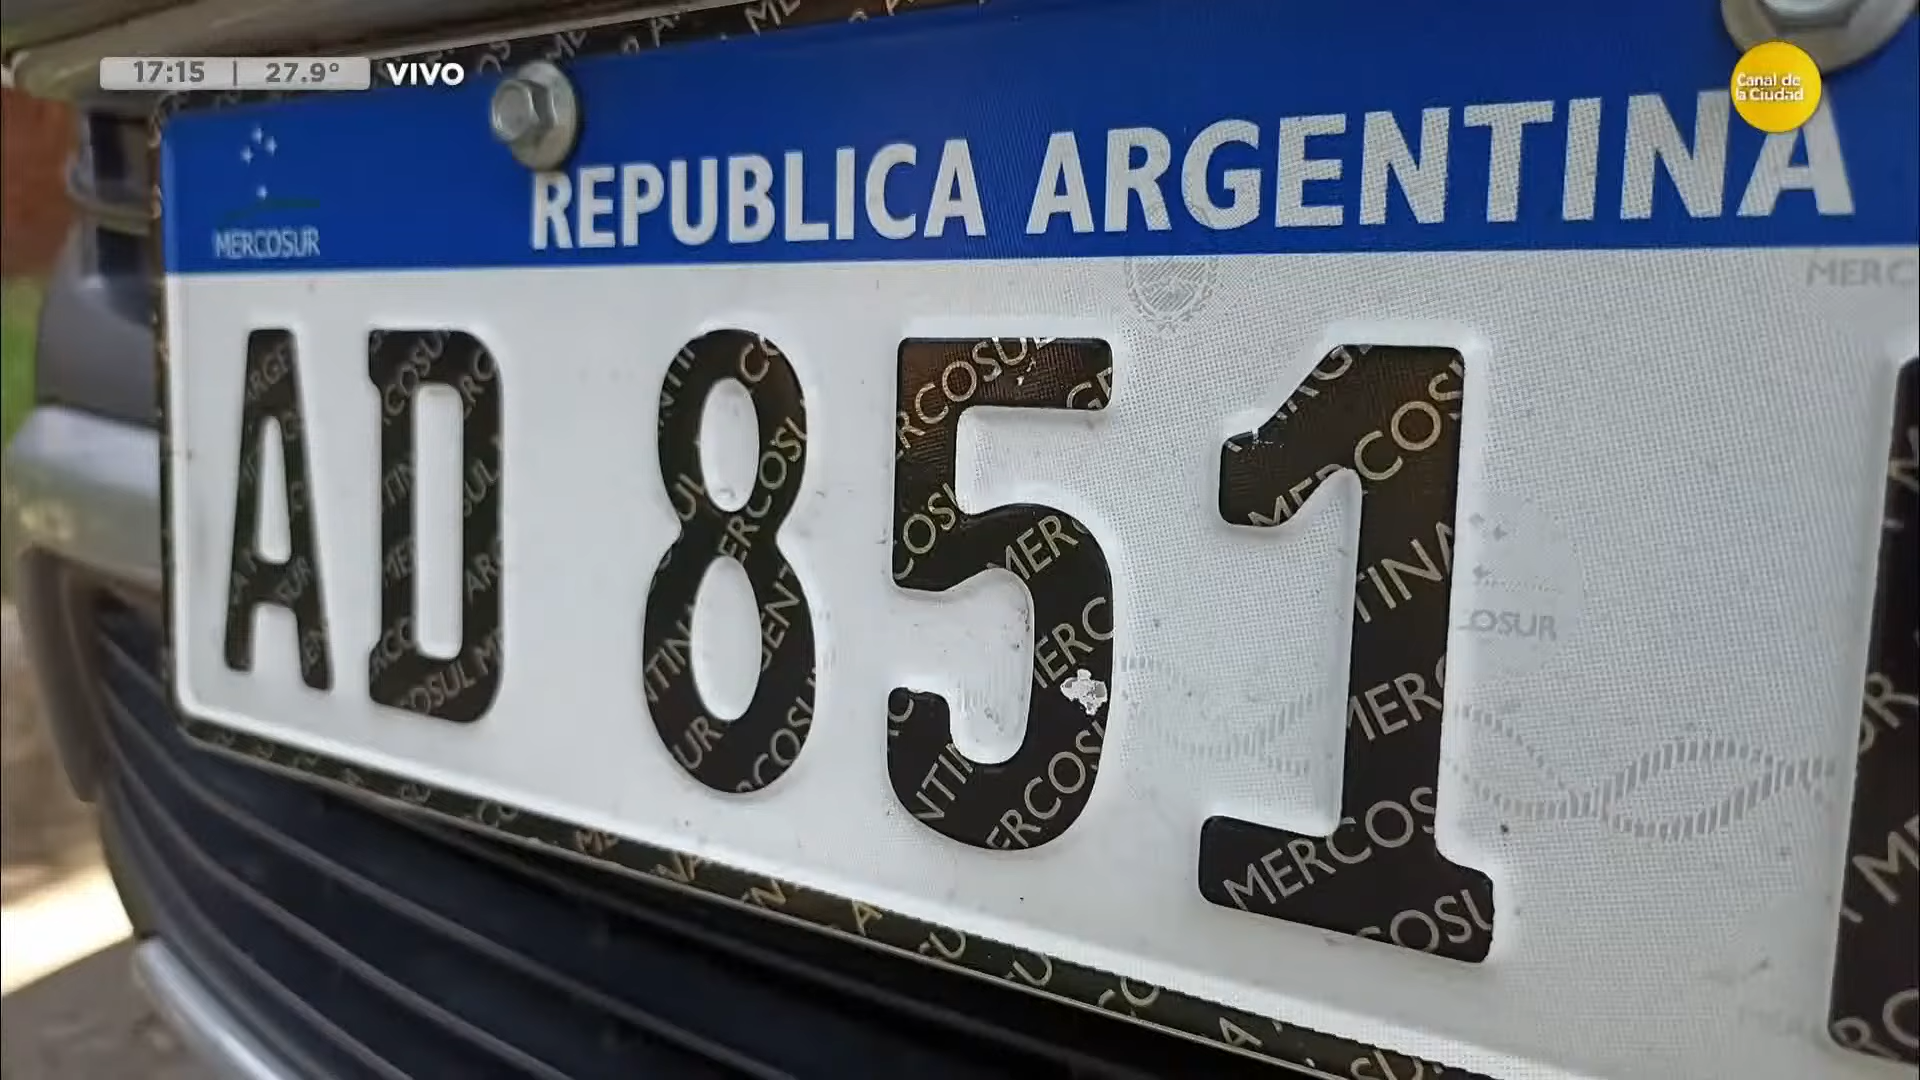 17:15 | 27.9° VIVO
Canal de
la Ciudad
REPUBLICA ARGENTINA
MERCOSUR
AD 851